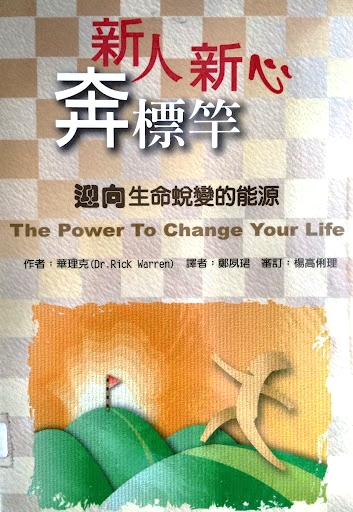 新人新心
奔標竿
迎向生命蛻變的能源
The Power To Change Your Life
作者：華理克(Dr.Rick Warren) 譯者：鄭夙珺 審訂：楊高俐理